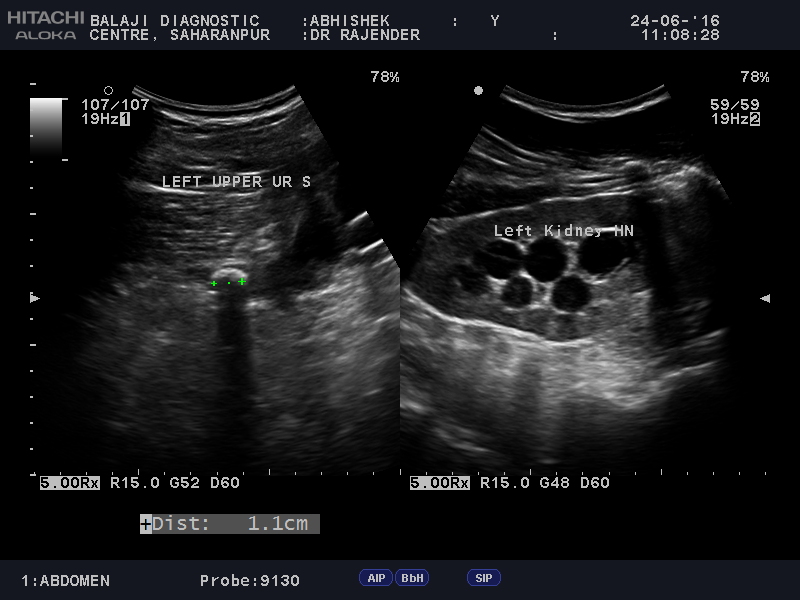 HITACHI BALAJI DIAGNOSTIC :ABHISHEK : Y 24-06-'16
ALOKA CENTRE, SAHARANPUR :DR RAJENDER : 11:08:28
78% 78%
107/107 59/59
19Hz1 19Hz2
LEFT UPPER UR S
Left Kidney HN
5.00Rx R15.0 G52 D60 5.00Rx R15.0 G48 D60
+Dist: 1.1cm
1:ABDOMEN Probe:9130 AIP BbH SIP